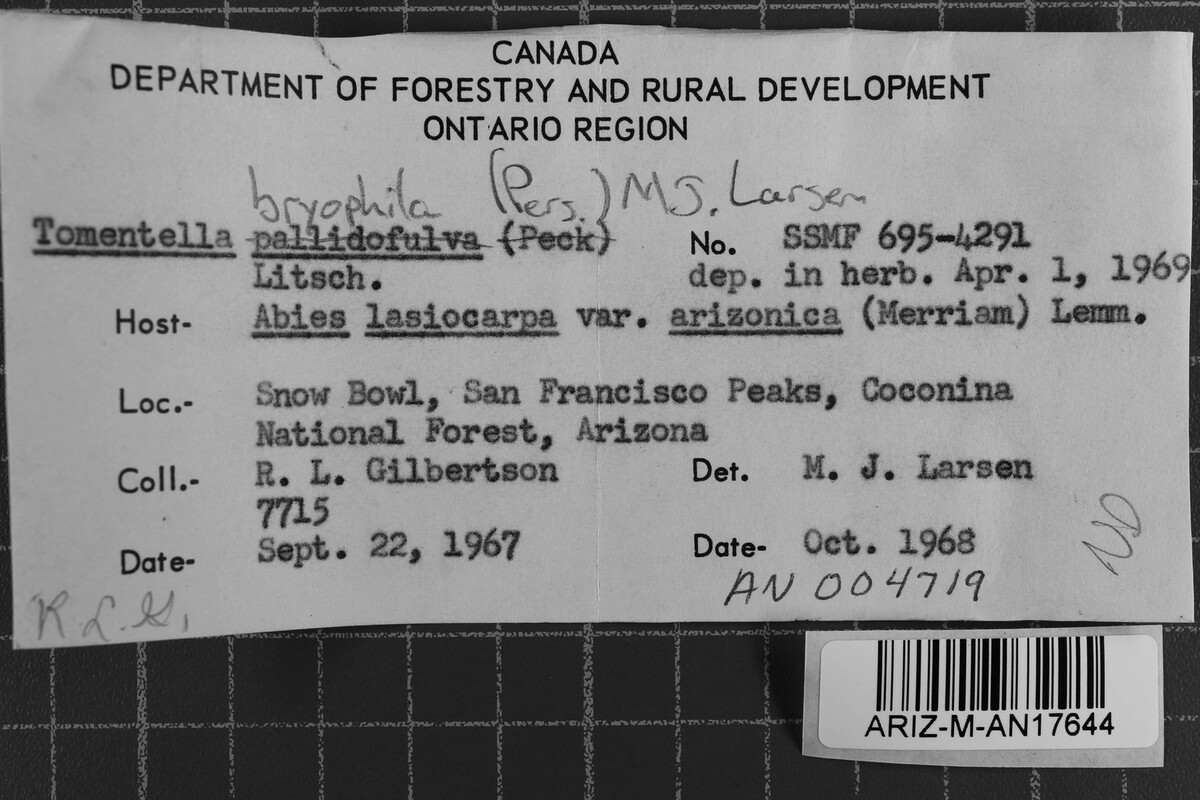 CANADA
DEPARTMENT OF FORESTRY AND RURAL DEVELOPMENT
ONTARIO REGION
bryophila (Pers.) M J. Larsen
Tomentella pallidofulva (Peck) No. SSMF 695-4291
Litsch. dep. in herb. Apr. 1, 1969
Host- Abies lasiocarpa var. arizonica (Merriam) Lemm.
Loc.- Snow Bowl, San Francisco Peaks, Coconina
National Forest, Arizona
Coll.- R. L. Gilbertson Det. M. J. Larsen
7715
Date- Sept. 22, 1967 Date- Oct. 1968
ND
AN 004719
R L. G.
ARIZ-M-AN17644